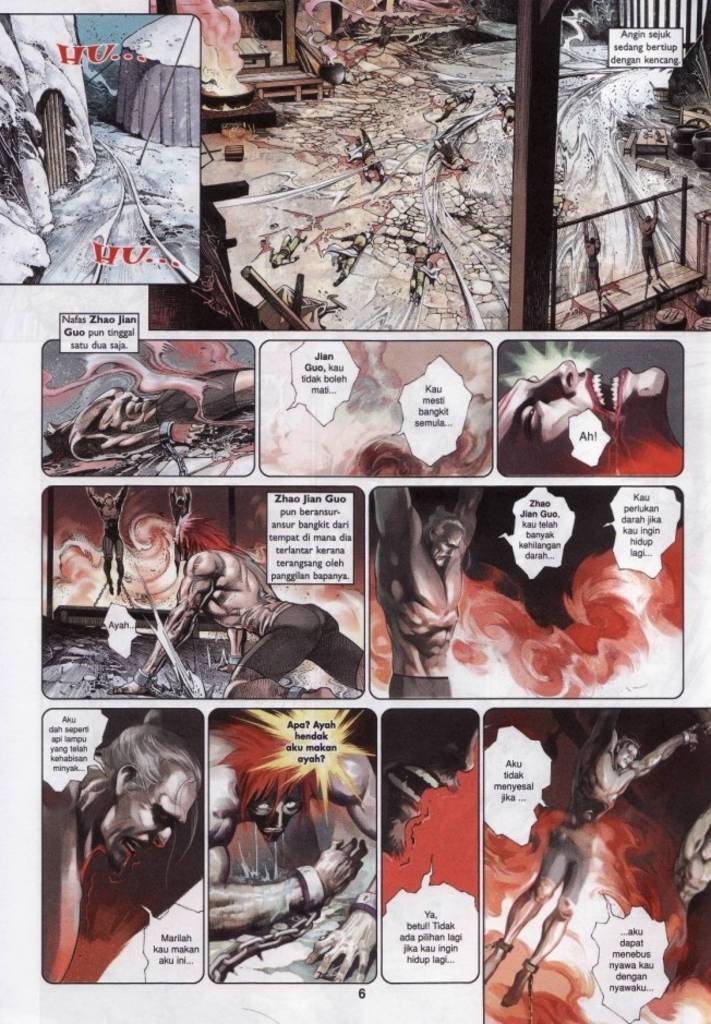 HU...
HU...
Angin sejuk
sedang bertiup
dengan kencang.
Nafas Zhao Jian
Guo pun tinggal
satu dua saja.
Jian
Guo, kau
tidak boleh
mati...
Kau
mesti
bangkit
semula...
Ah!
Zhao Jian Guo
pun beransur-
ansur bangkit dari
tempat di mana dia
terlantar kerana
terangsang oleh
panggilan bapanya.
Ayah...
Zhao
Jian Guo,
kau telah
banyak
kehilangan
darah...
Kau
perlukan
darah jika
kau ingin
hidup
lagi...
Aku
dah seperti
api lampu
yang telah
kehabisan
minyak...
Marilah
kau makan
aku ini...
Apa? Ayah
hendak
aku makan
ayah?
Ya,
betul! Tidak
ada pilihan lagi
jika kau ingin
hidup lagi...
Aku
tidak
menyesal
jika ...
...aku
dapat
menebus
nyawa kau
dengan
nyawaku...
6